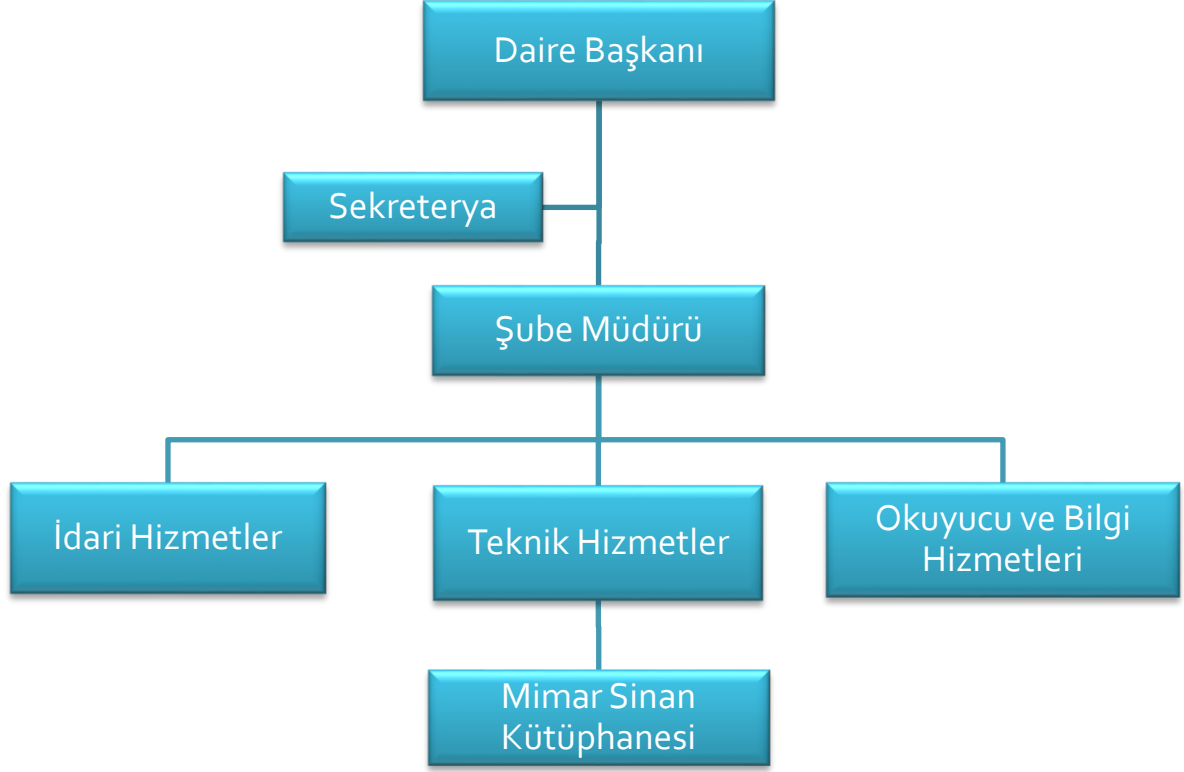 Daire Başkanı
Sekreterya
Şube Müdürü
İdari Hizmetler
Teknik Hizmetler
Okuyucu ve Bilgi
Hizmetleri
Mimar Sinan
Kütüphanesi